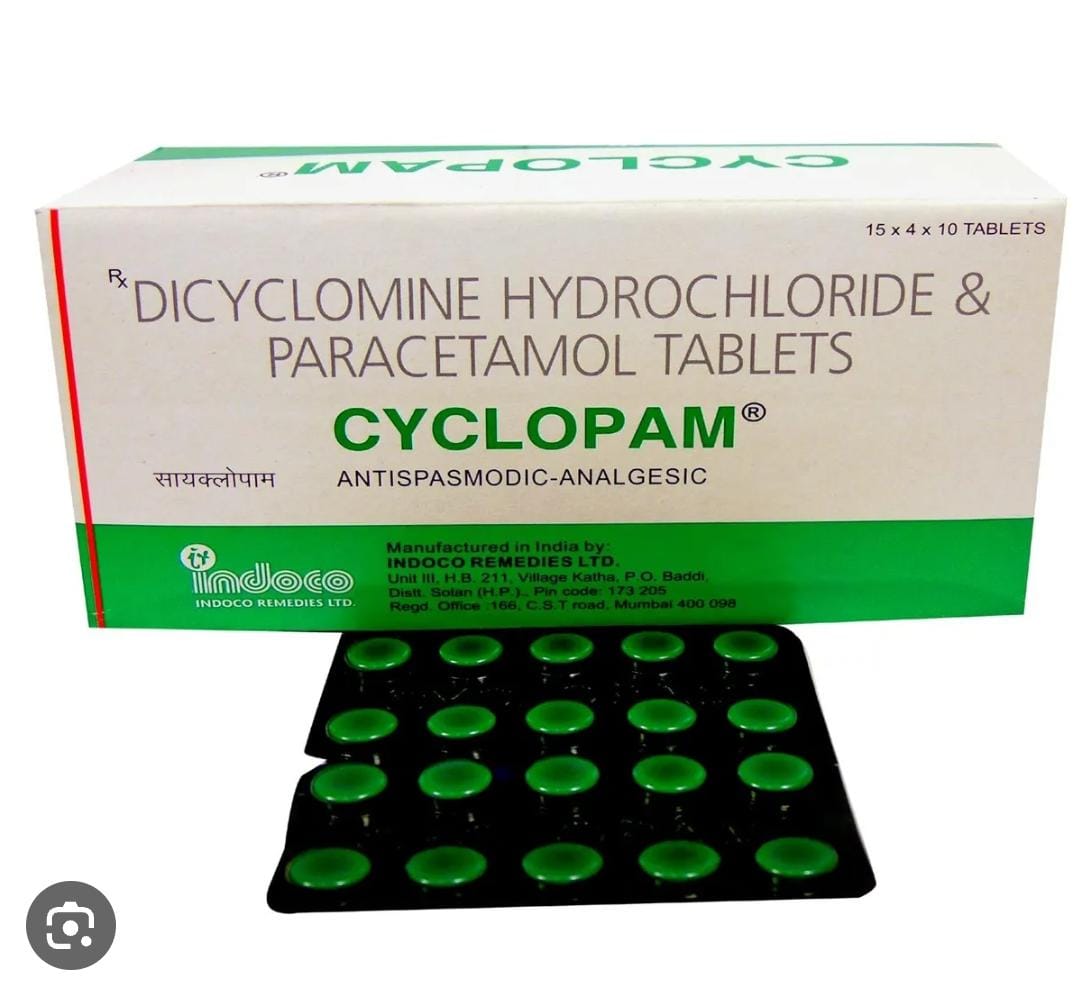 CYCLOPAM®
15 x 4 x 10 TABLETS
Rx DICYCLOMINE HYDROCHLORIDE &
PARACETAMOL TABLETS
CYCLOPAM®
सायक्लोपाम ANTISPASMODIC-ANALGESIC
indoco
INDOCO REMEDIES LTD.
Manufactured in India by:
INDOCO REMEDIES LTD.
Unit III, H.B. 211, Village Katha, P.O. Baddi,
Distt. Solan (H.P.)., Pin code: 173 205
Regd. Office :166, C.S.T road, Mumbai 400 098